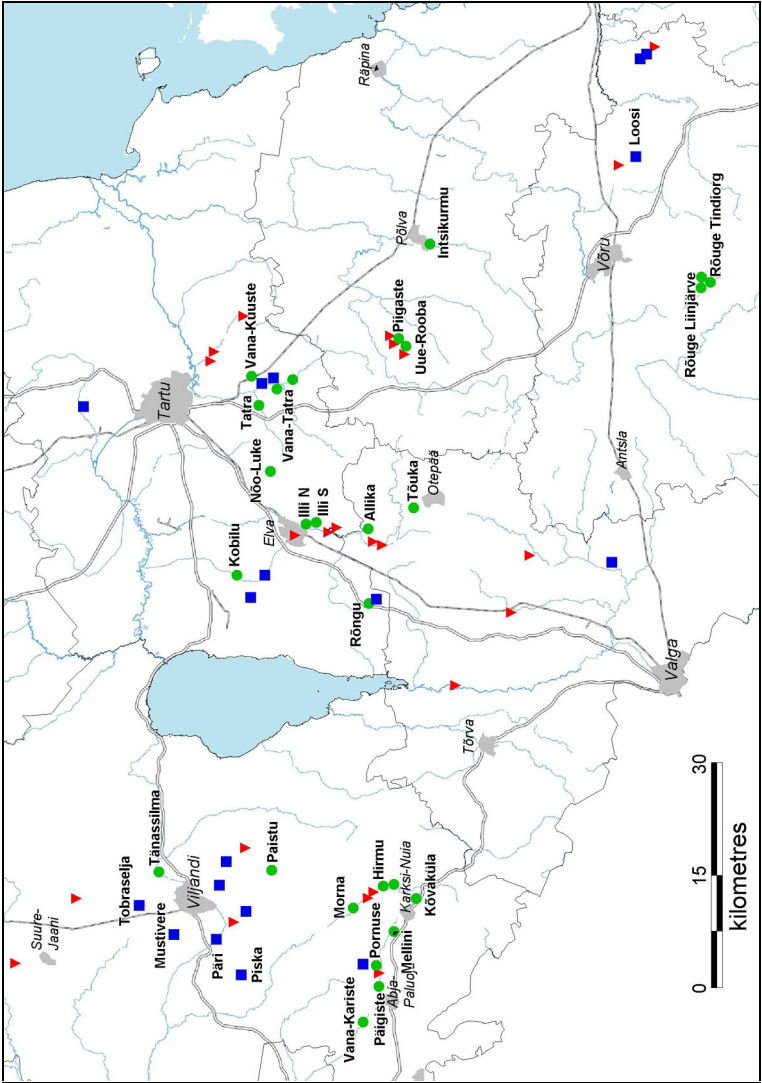 Suure-
Jaani
Tobraselja
Tänassilma
Mustivere
Viljandi
Tartu
Päri
Kobilu
Piska
Paistu
Tatra
Vana-Kuuste
Nõo-Luke
Elva
Vana-Tatra
Illi N
Illi S
Morna
Vana-Kariste
Rõngu
Allika
Räpina
Pornuse
Hirmu
Päigiste
Abja-
Paluoj
Mellini
Karksi-Nuia
Piigaste
Põlva
Tõuka
Uue-Rooba
Kõvaküla
Otepää
Intsikurmu
Tõrva
Võru
Antsla
Loosi
Valga
Rõuge Liinjärve
Rõuge Tindiorg
0 15 30
kilometres